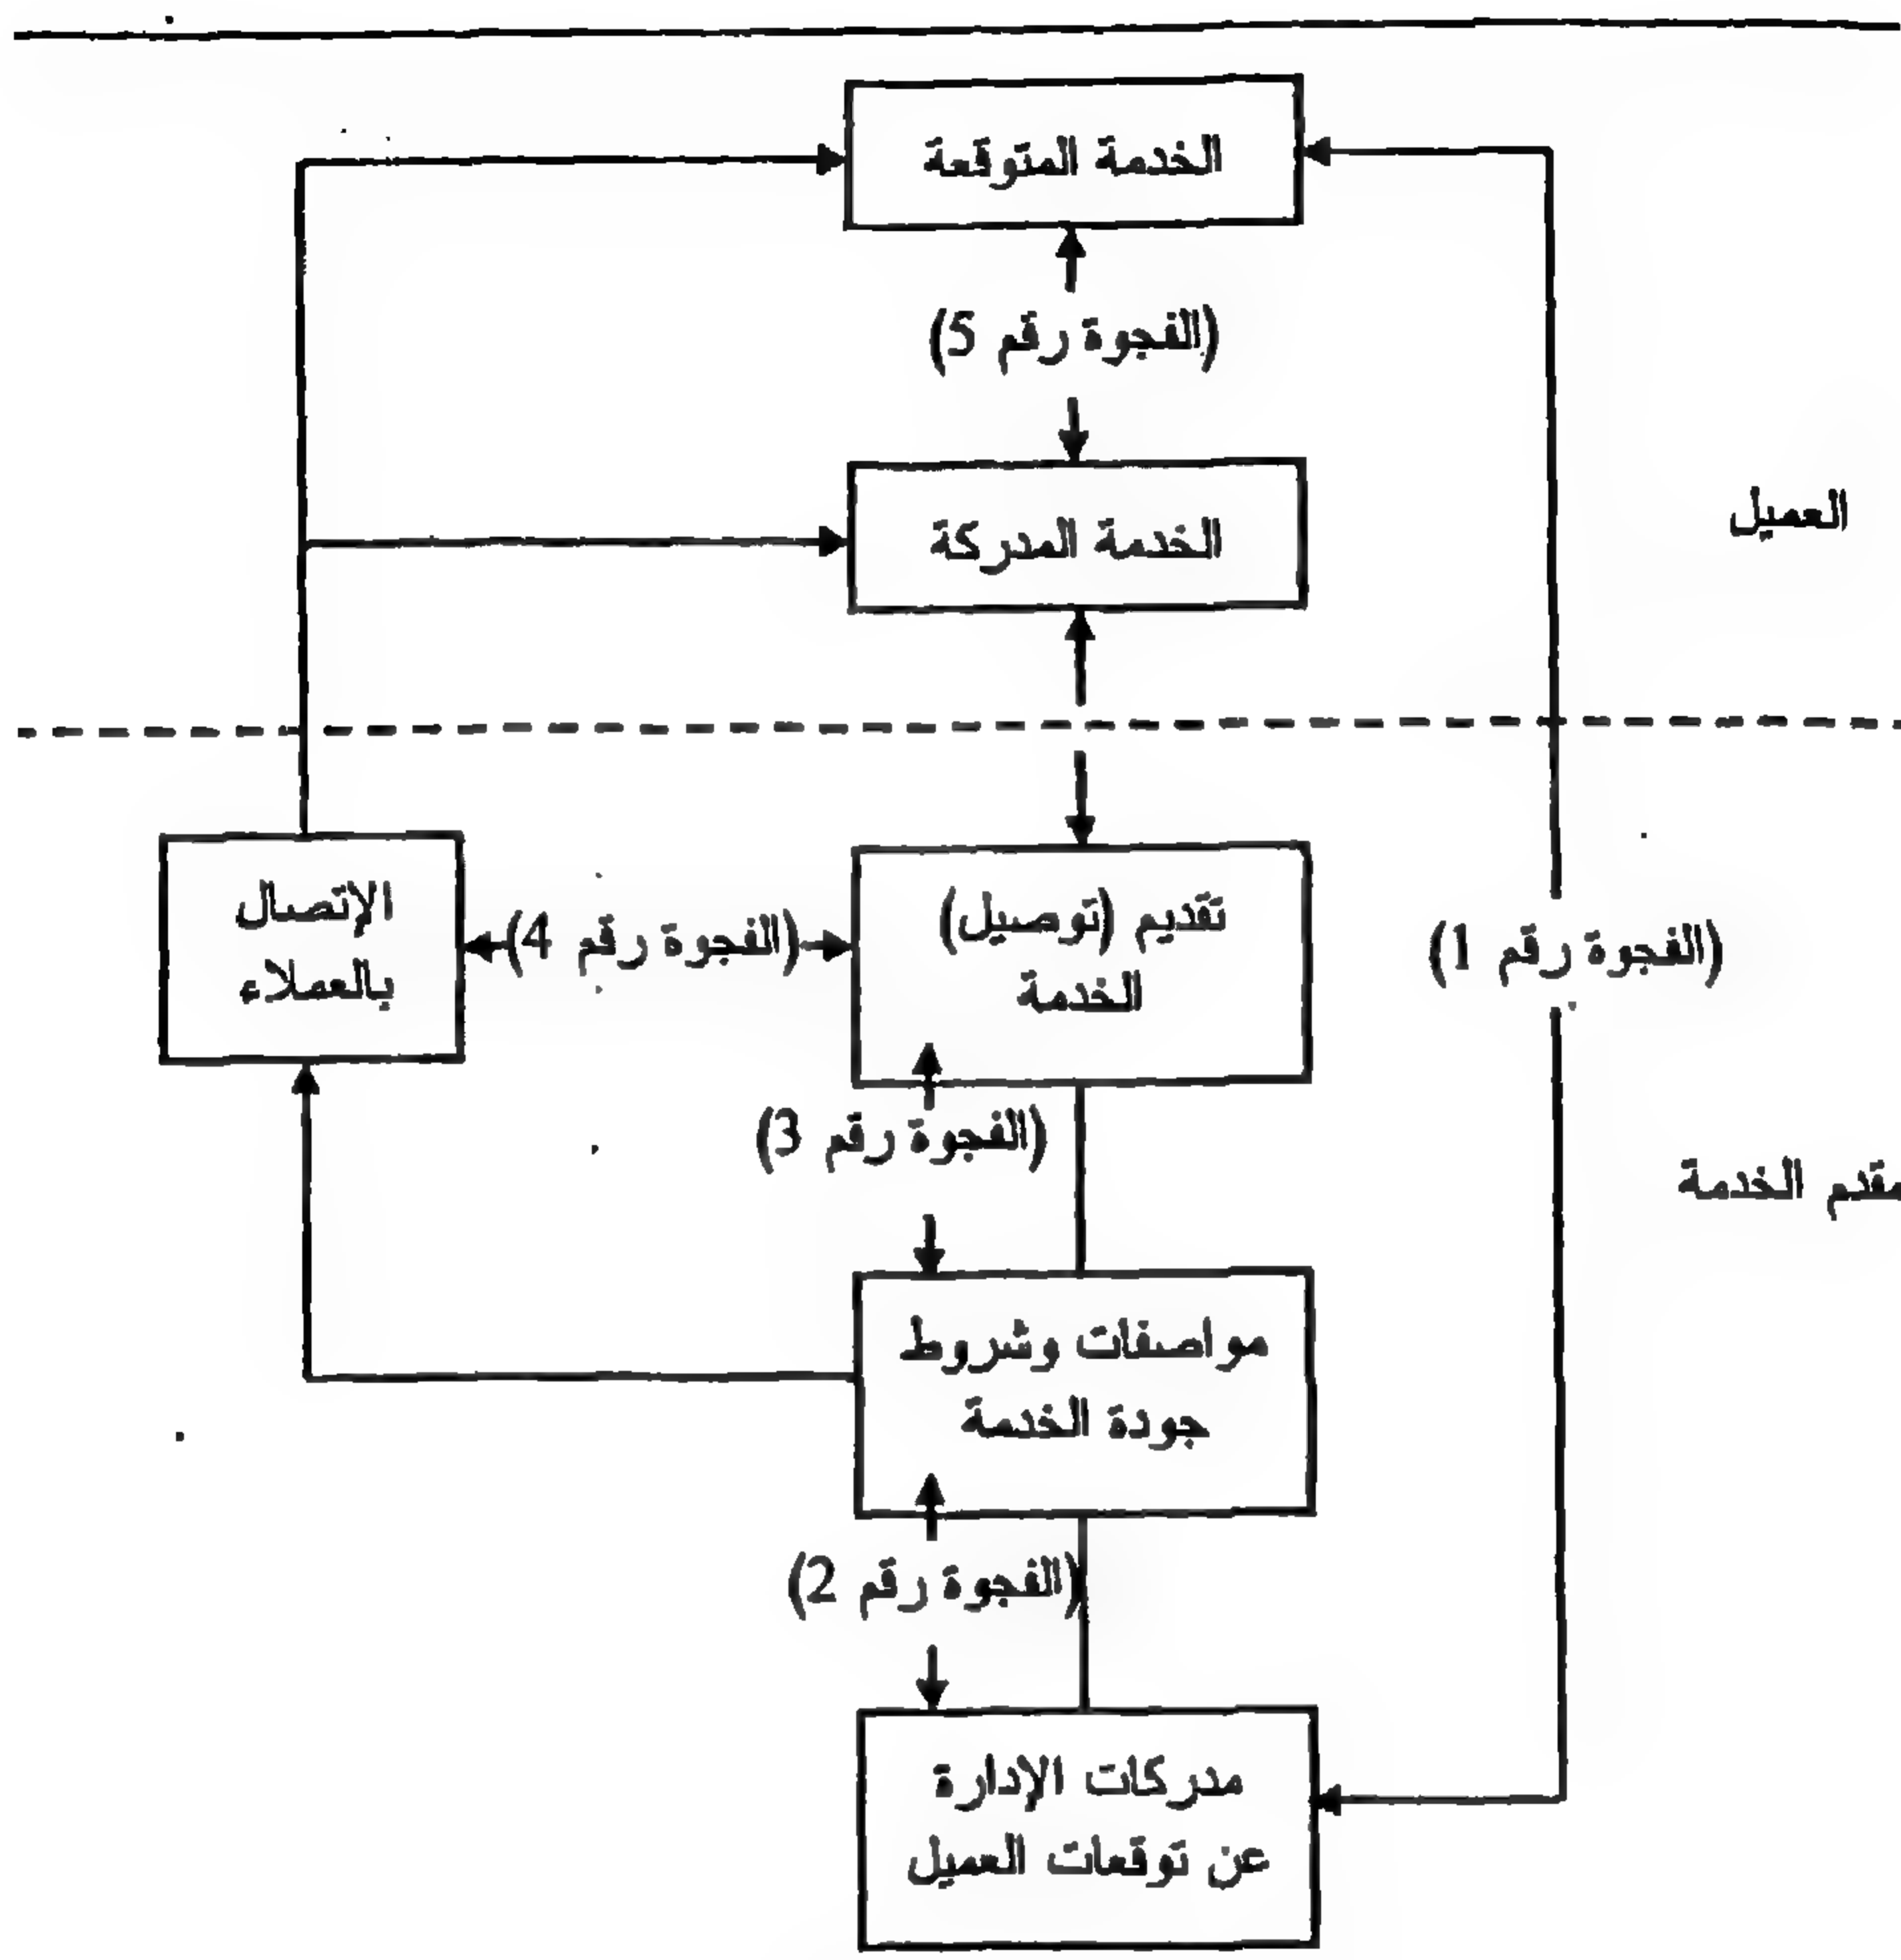 الخدمة المتوقعة
(الفجوة رقم 5)
العميل
الخدمة المدركة
(الفجوة رقم 1)
تقديم (توصيل)
الخدمة
(الفجوة رقم 4)
الإتصال
بالعملاء
مقدم الخدمة
(الفجوة رقم 3)
مواصفات وشروط
جودة الخدمة
(الفجوة رقم 2)
مدركات الإدارة
عن توقعات العميل